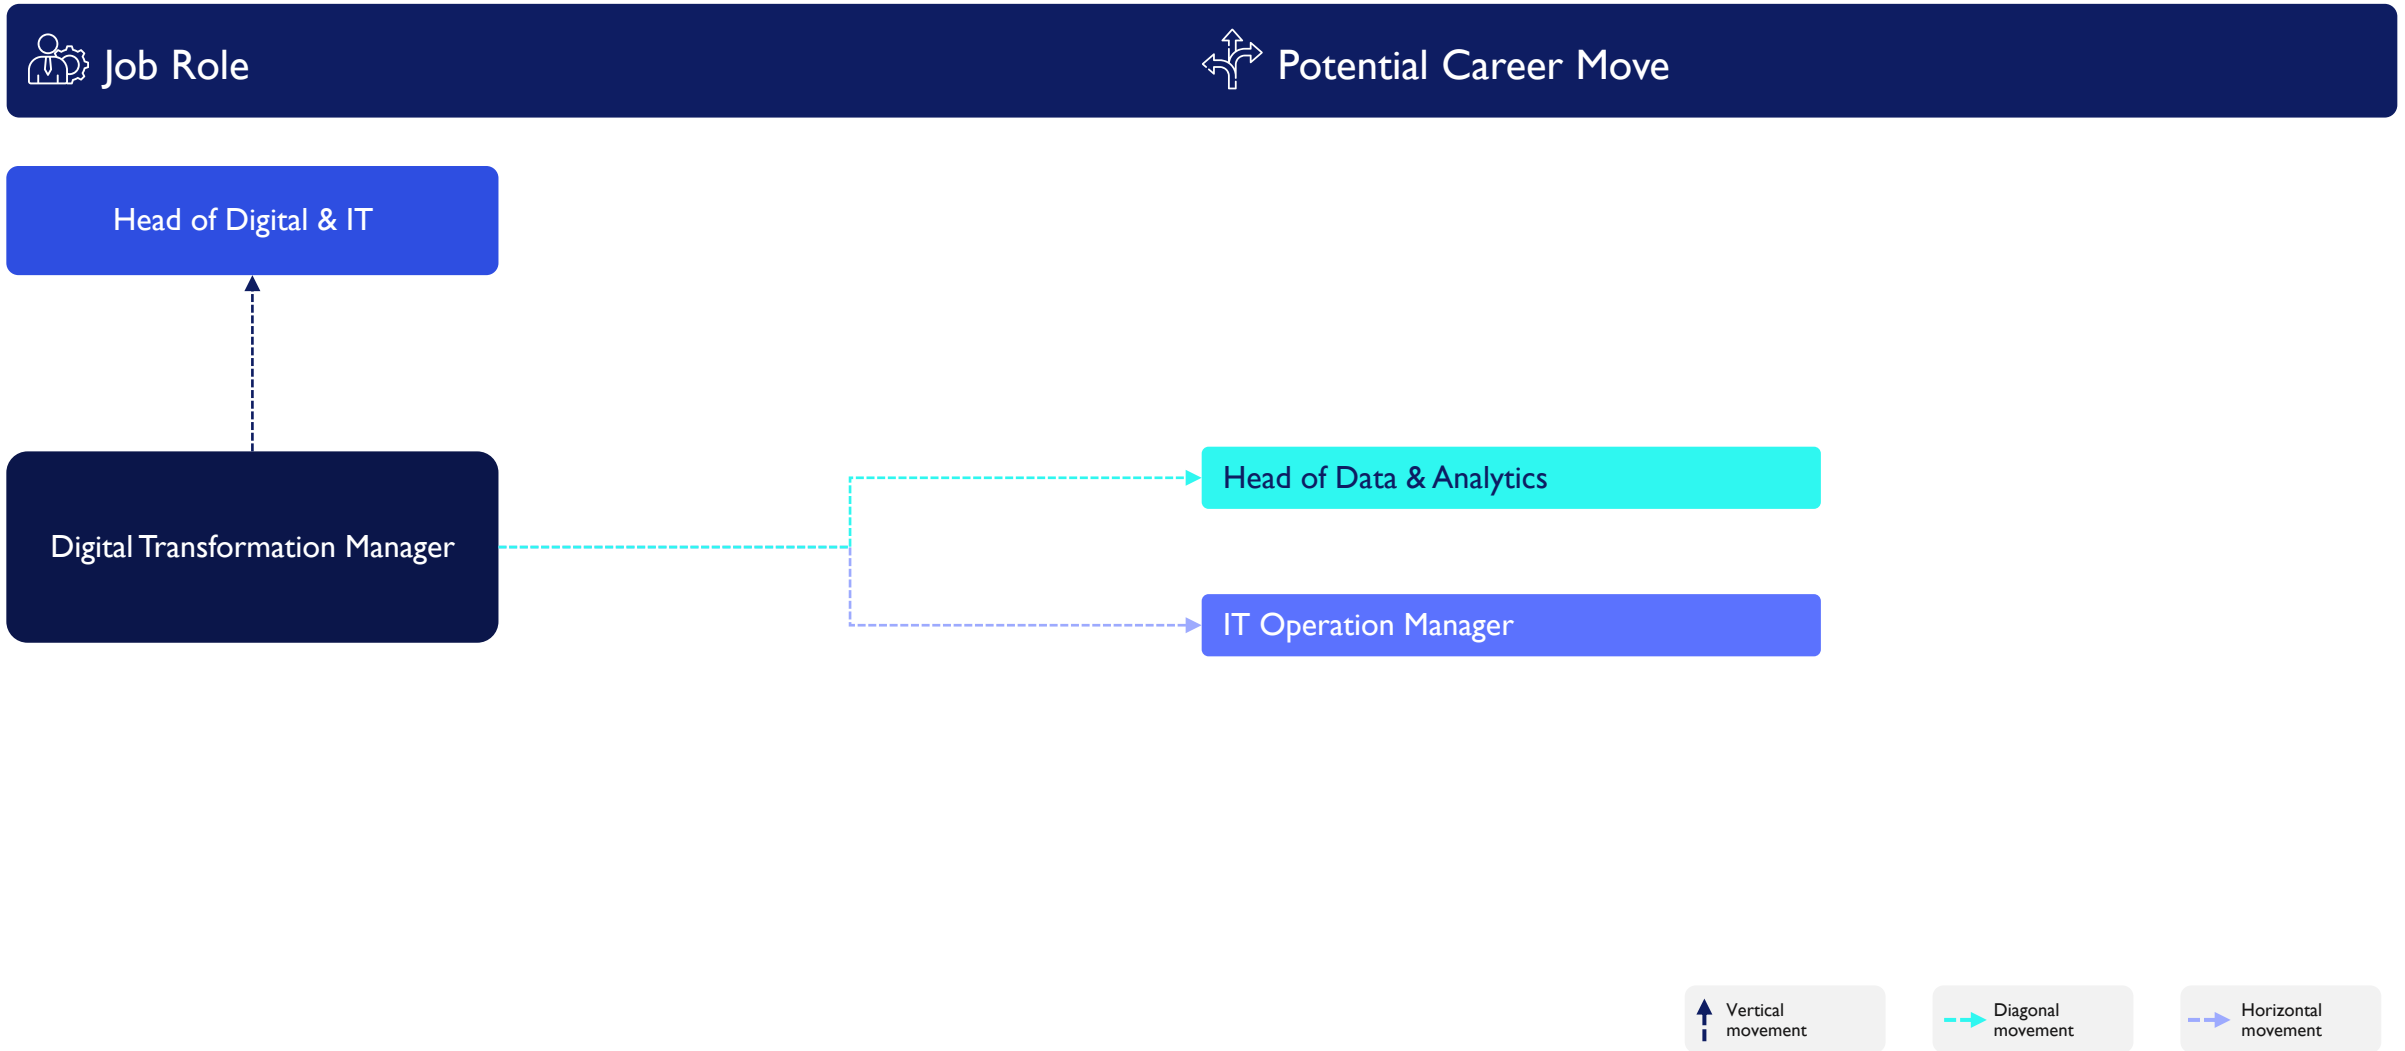 Job Role
Potential Career Move
Head of Digital & IT
Digital Transformation Manager
Head of Data & Analytics
IT Operation Manager
Vertical
movement
Diagonal
movement
Horizontal
movement